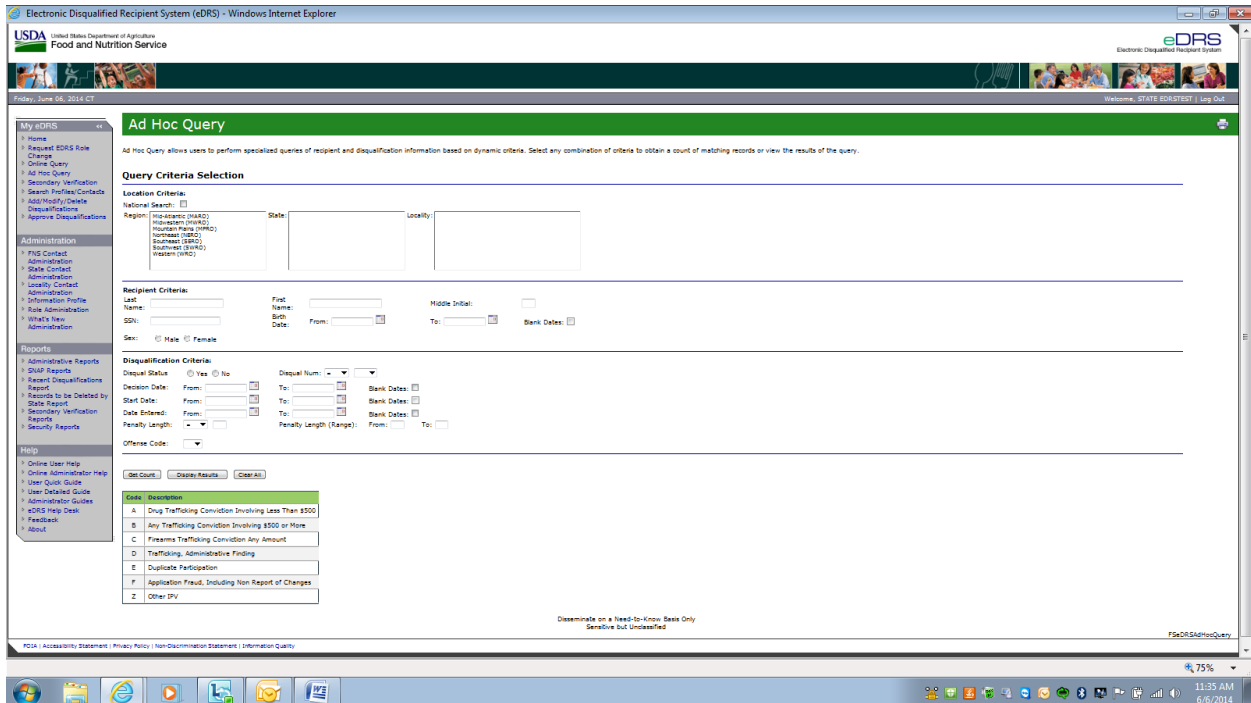 Electronic Disqualified Recipient System (eDRS) - Windows Internet Explorer
USDA United States Department of Agriculture
Food and Nutrition Service
eDRS
Electronic Disqualified Recipient System
Friday, June 06, 2014 CT
Welcome, STATE EDRSTEST | Log Out
My eDRS «
Home
Request EDRS Role
Change
Online Query
Ad Hoc Query
Secondary Verification
Search Profiles/Contacts
Add/Modify/Delete
Disqualifications
Approve Disqualifications
Administration
FNS Contact
Administration
State Contact
Administration
Locality Contact
Administration
Information Profile
Role Administration
What's New
Administration
Reports
Administrative Reports
SNAP Reports
Recent Disqualifications
Report
Records to be Deleted by
State Report
Secondary Verification
Reports
Security Reports
Help
Online User Help
Online Administrator Help
User Quick Guide
User Detailed Guide
Administrator Guides
eDRS Help Desk
Feedback
About
Ad Hoc Query
Ad Hoc Query allows users to perform specialized queries of recipient and disqualification information based on dynamic criteria. Select any combination of criteria to obtain a count of matching records or view the results of the query.
Query Criteria Selection
Location Criteria:
National Search:
Region: State: Locality:
Mid-Atlantic (MARO)
Midwestern (MWRO)
Mountain Plains (MPRO)
Northeast (NERO)
Southeast (SERO)
Southwest (SWRO)
Western (WRO)
Recipient Criteria:
Last Name: First Name: Middle Initial:
SSN: Birth Date: From: To: Blank Dates:
Sex: Male Female
Disqualification Criteria:
Disqual Status Yes No Disqual Num: =
Decision Date: From: To: Blank Dates:
Start Date: From: To: Blank Dates:
Date Entered: From: To: Blank Dates:
Penalty Length: = Penalty Length (Range): From: To:
Offense Code:
Get Count Display Results Clear All
Code Description
A Drug Trafficking Conviction Involving Less Than $500
B Any Trafficking Conviction Involving $500 or More
C Firearms Trafficking Conviction Any Amount
D Trafficking, Administrative Finding
E Duplicate Participation
F Application Fraud, Including Non Report of Changes
Z Other IPV
Disseminate on a Need-to-Know Basis Only
Sensitive but Unclassified
FSeDRSAdHocQuery
FOIA | Accessibility Statement | Privacy Policy | Non-Discrimination Statement | Information Quality
75%
11:35 AM
6/6/2014